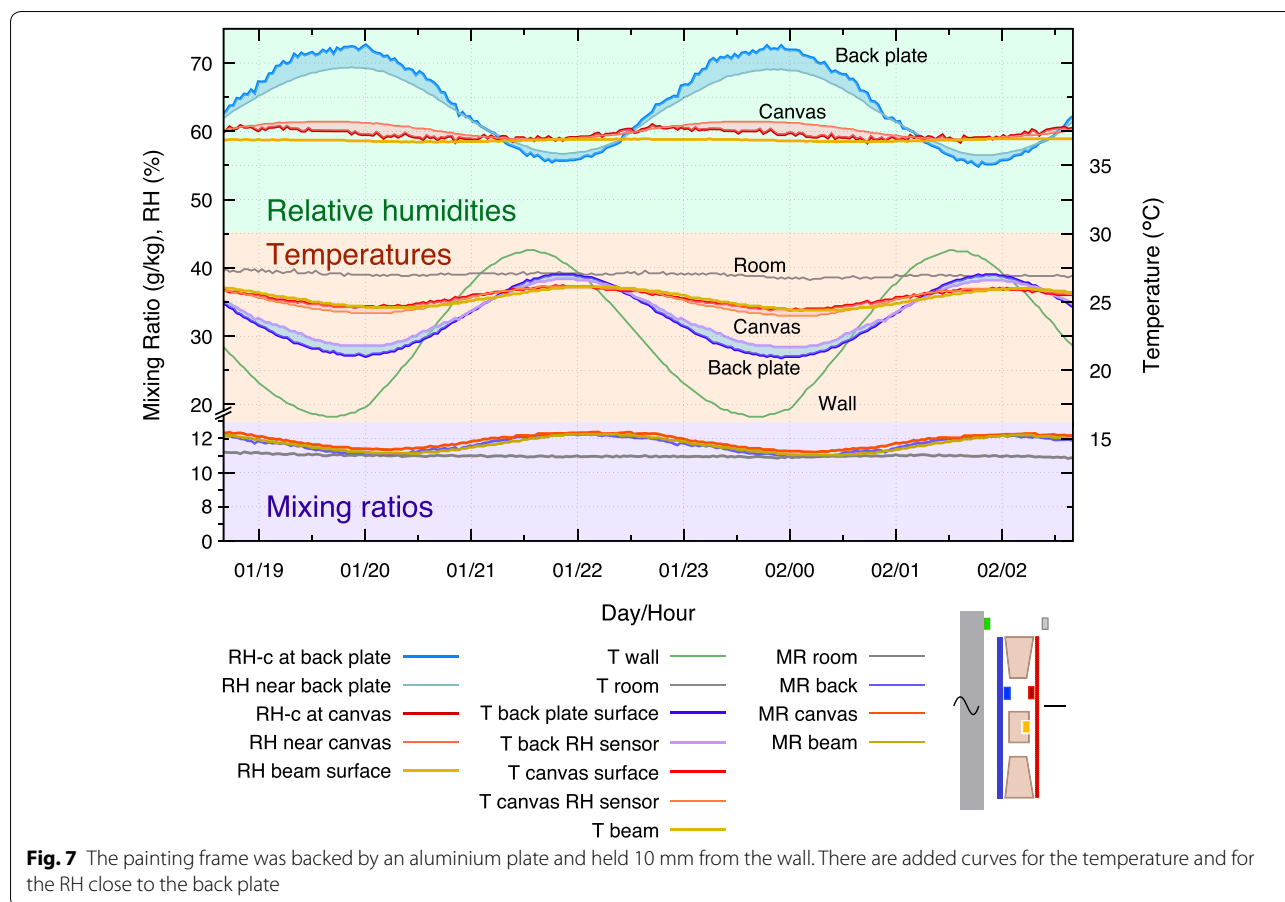 70
60
50
40
30
20
12
10
8
0
Mixing Ratio (g/kg), RH (%)
Back plate
Canvas
Relative humidities
Temperatures
Room
Canvas
Back plate
Wall
Mixing ratios
35
30
25
20
15
Temperature (°C)
01/19 01/20 01/21 01/22 01/23 02/00 02/01 02/02
Day/Hour
RH-c at back plate
RH near back plate
RH-c at canvas
RH near canvas
RH beam surface
T wall
T room
T back plate surface
T back RH sensor
T canvas surface
T canvas RH sensor
T beam
MR room
MR back
MR canvas
MR beam
Fig. 7 The painting frame was backed by an aluminium plate and held 10 mm from the wall. There are added curves for the temperature and for
the RH close to the back plate